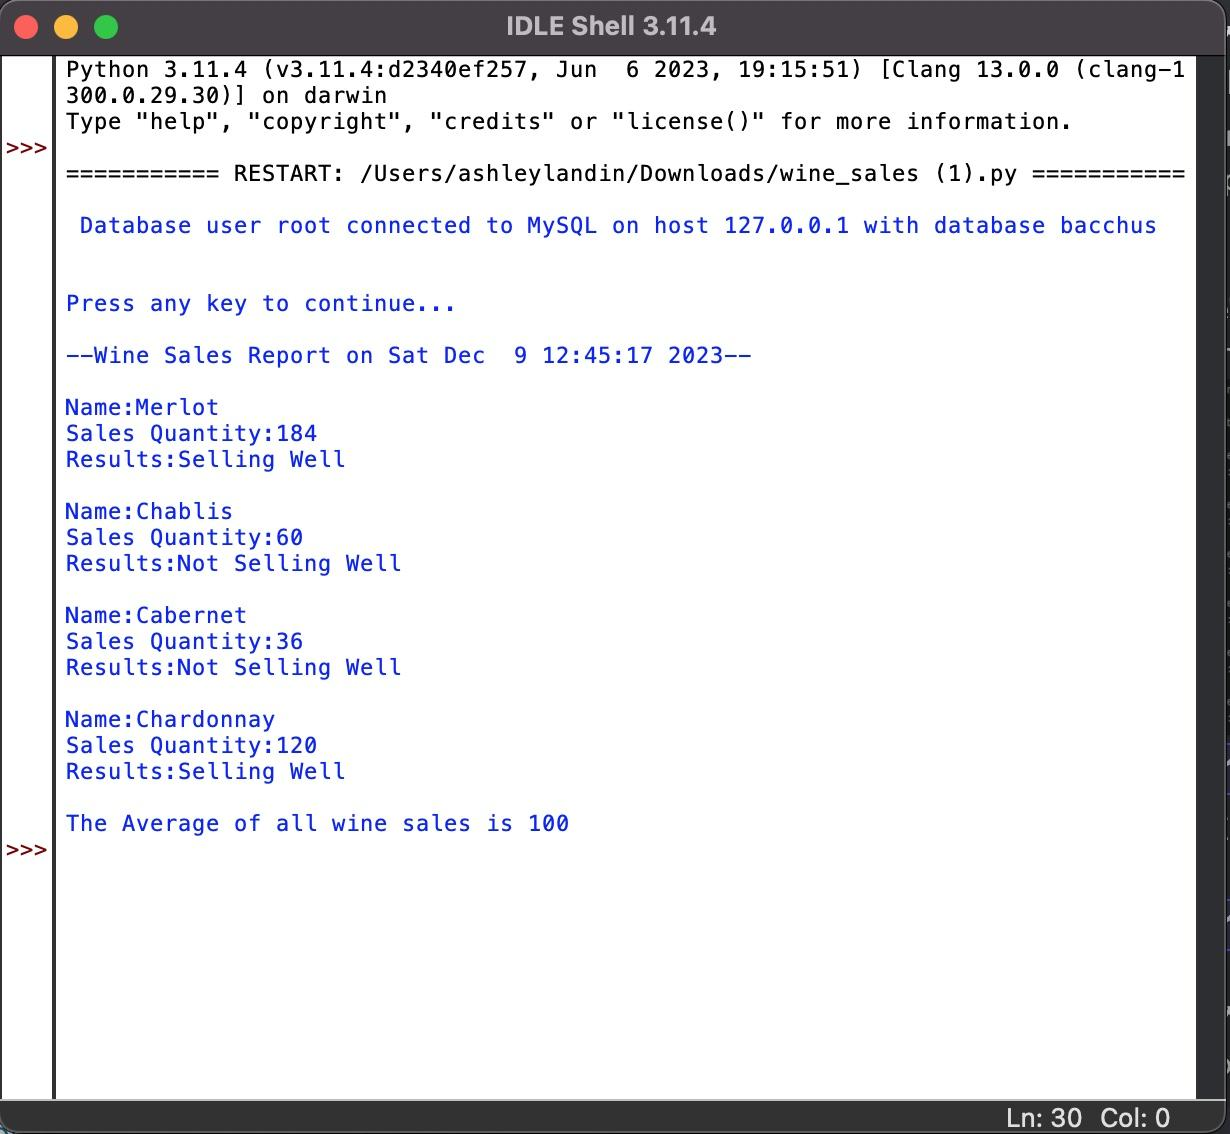 IDLE Shell 3.11.4
Python 3.11.4 (v3.11.4:d2340ef257, Jun  6 2023, 19:15:51) [Clang 13.0.0 (clang-1
300.0.29.30)] on darwin
Type "help", "copyright", "credits" or "license()" for more information.
>>>
=========== RESTART: /Users/ashleylandin/Downloads/wine_sales (1).py ===========
Database user root connected to MySQL on host 127.0.0.1 with database bacchus
Press any key to continue...
--Wine Sales Report on Sat Dec  9 12:45:17 2023--
Name:Merlot
Sales Quantity:184
Results:Selling Well
Name:Chablis
Sales Quantity:60
Results:Not Selling Well
Name:Cabernet
Sales Quantity:36
Results:Not Selling Well
Name:Chardonnay
Sales Quantity:120
Results:Selling Well
The Average of all wine sales is 100
>>>
Ln: 30  Col: 0